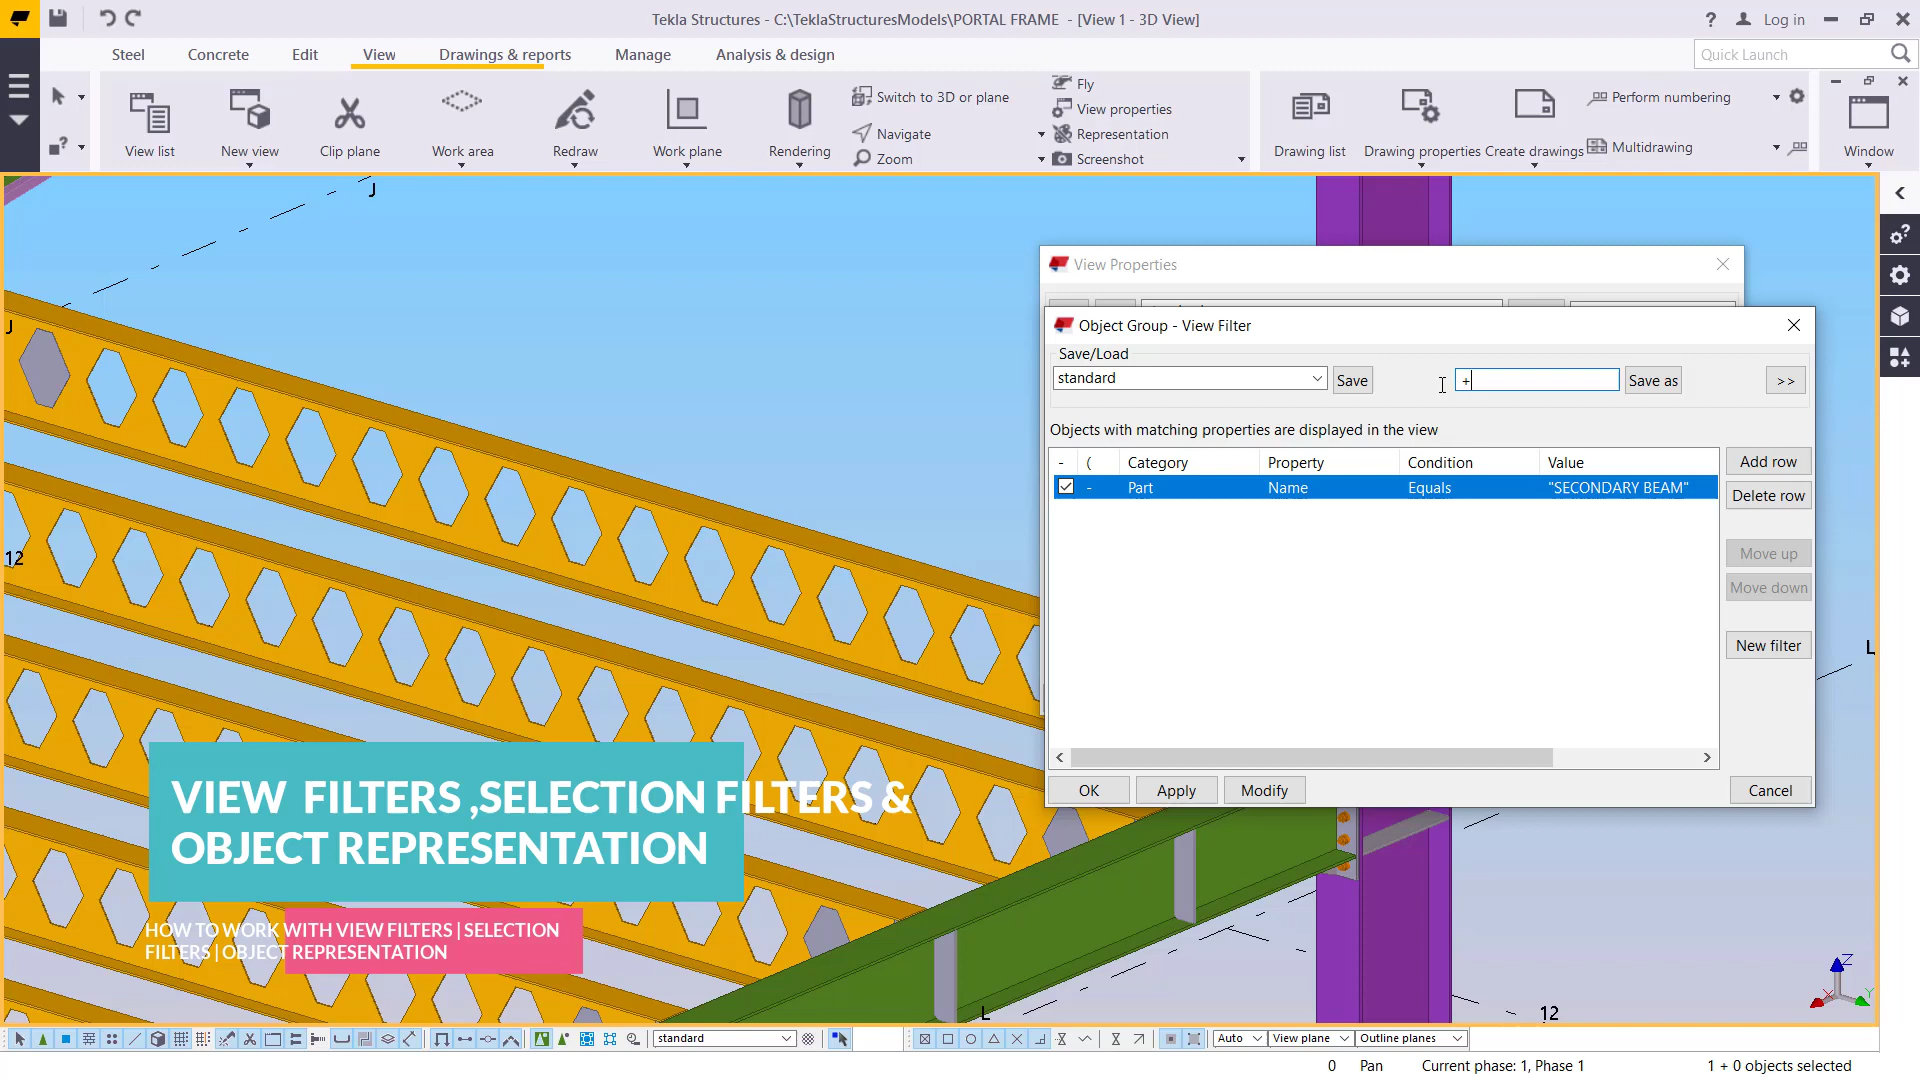 Tekla Structures - C:\TeklaStructuresModels\PORTAL FRAME - [View 1 - 3D View]
? Log in
Steel Concrete Edit View Drawings & reports Manage Analysis & design
Quick Launch
View list
New view
Clip plane
Work area
Redraw
Work plane
Rendering
Switch to 3D or plane
Navigate
Zoom
Fly
View properties
Representation
Screenshot
Drawing list
Drawing properties
Create drawings
Perform numbering
Multidrawing
Window
J
J
12
L
L
12
View Properties
Object Group - View Filter
Save/Load
standard
Save
+
Save as
>>
Objects with matching properties are displayed in the view
- ( Category Property Condition Value
- Part Name Equals "SECONDARY BEAM"
Add row
Delete row
Move up
Move down
New filter
OK
Apply
Modify
Cancel
VIEW FILTERS ,SELECTION FILTERS &
OBJECT REPRESENTATION
HOW TO WORK WITH VIEW FILTERS | SELECTION
FILTERS | OBJECT REPRESENTATION
Z
X
Y
standard
Auto
View plane
Outline planes
0 Pan Current phase: 1, Phase 1 1 + 0 objects selected